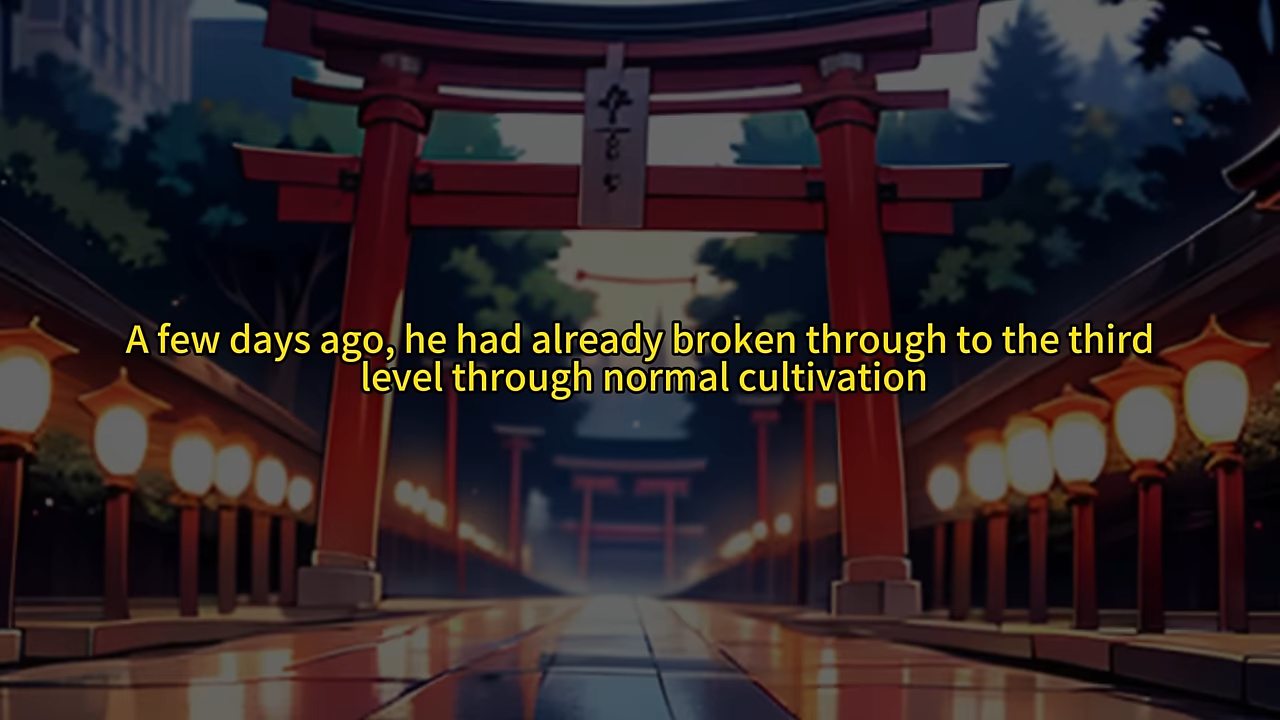 A few days ago, he had already broken through to the third
level through normal cultivation